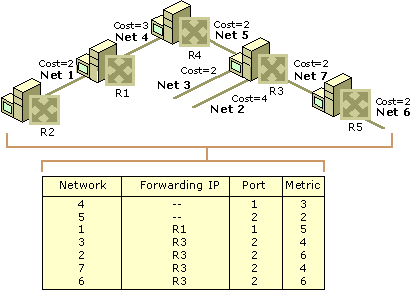 Cost=3
Net 4
Cost=2
Net 5
R4
Cost=2
Net 1
R1
Cost=2
Net 3
Cost=4
Net 2
R3
Cost=2
Net 7
R2
R5
Cost=2
Net 6
Network Forwarding IP Port Metric
4 -- 1 3
5 -- 2 2
1 R1 1 5
3 R3 2 4
2 R3 2 6
7 R3 2 4
6 R3 2 6